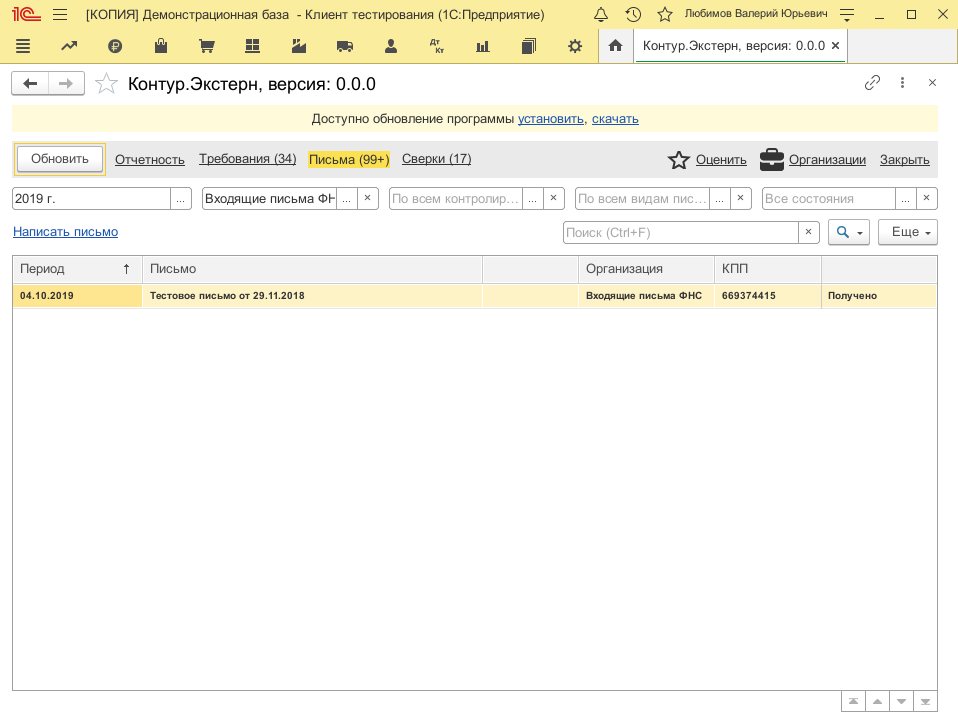 [КОПИЯ] Демонстрационная база - Клиент тестирования (1С:Предприятие) Любимов Валерий Юрьевич
Дт Кт Контур.Экстерн, версия: 0.0.0 ×
Контур.Экстерн, версия: 0.0.0
Доступно обновление программы установить, скачать
Обновить Отчетность Требования (34) Письма (99+) Сверки (17) Оценить Организации Закрыть
2019 г. ... Входящие письма ФН ... × По всем контролир... ... × По всем видам пис... ... × Все состояния ... ×
Написать письмо Поиск (Ctrl+F) × Еще
Период ↑ Письмо Организация КПП
04.10.2019 Тестовое письмо от 29.11.2018 Входящие письма ФНС 669374415 Получено